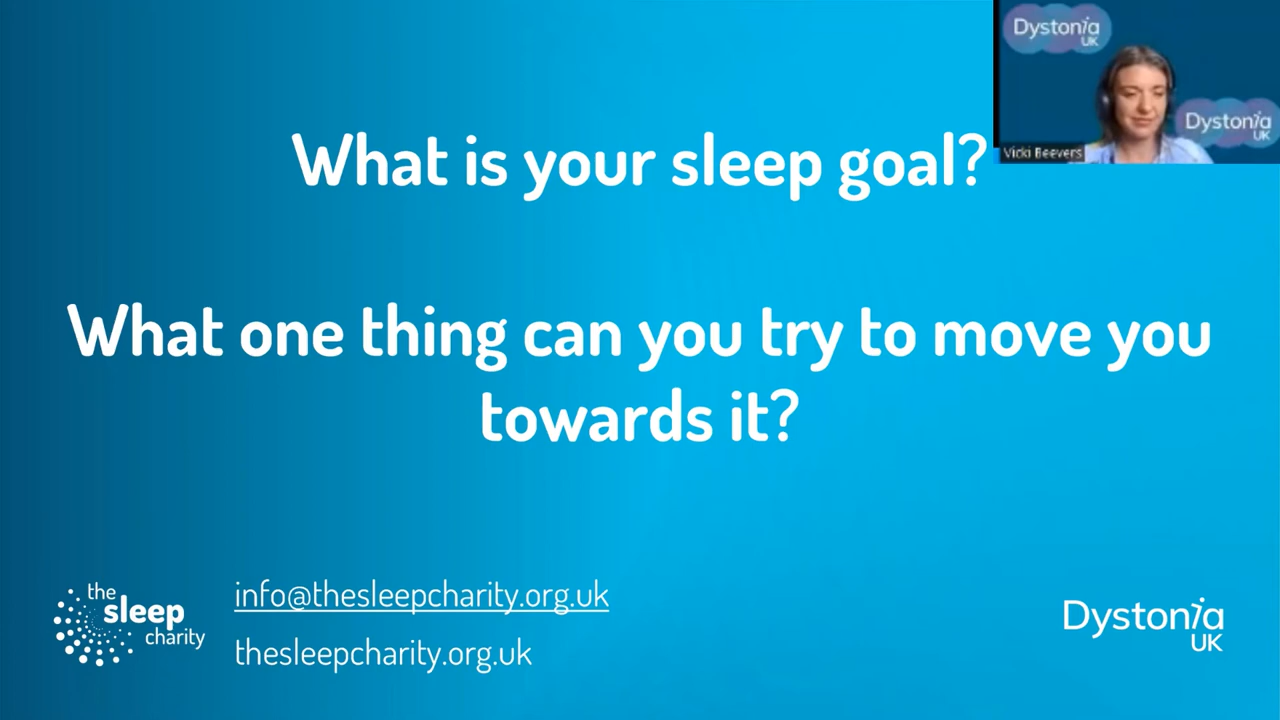 Dystonia
UK
Dystonia
UK
Vicki Beevers
What is your sleep goal?
What one thing can you try to move you
towards it?
the
sleep
charity
info@thesleepcharity.org.uk
thesleepcharity.org.uk
Dystonia
UK